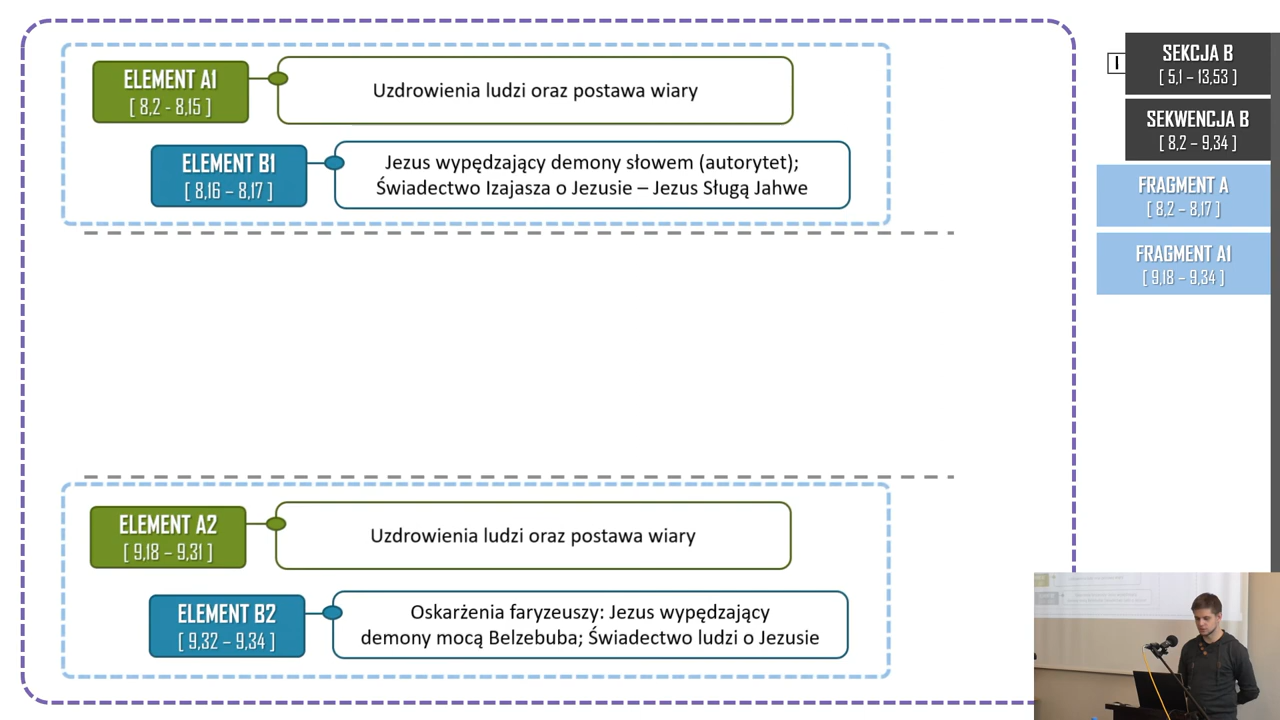 ELEMENT A1
[ 8,2 - 8,15 ]
Uzdrowienia ludzi oraz postawa wiary
ELEMENT B1
[ 8,16 – 8,17 ]
Jezus wypędzający demony słowem (autorytet);
Świadectwo Izajasza o Jezusie – Jezus Sługą Jahwe
ELEMENT A2
[ 9,18 – 9,31 ]
Uzdrowienia ludzi oraz postawa wiary
ELEMENT B2
[ 9,32 – 9,34 ]
Oskarżenia faryzeuszy: Jezus wypędzający
demony mocą Belzebuba; Świadectwo ludzi o Jezusie
I
SEKCJA B
[ 5,1 – 13,53 ]
SEKWENCJA B
[ 8,2 – 9,34 ]
FRAGMENT A
[ 8,2 – 8,17 ]
FRAGMENT A1
[ 9,18 – 9,34 ]